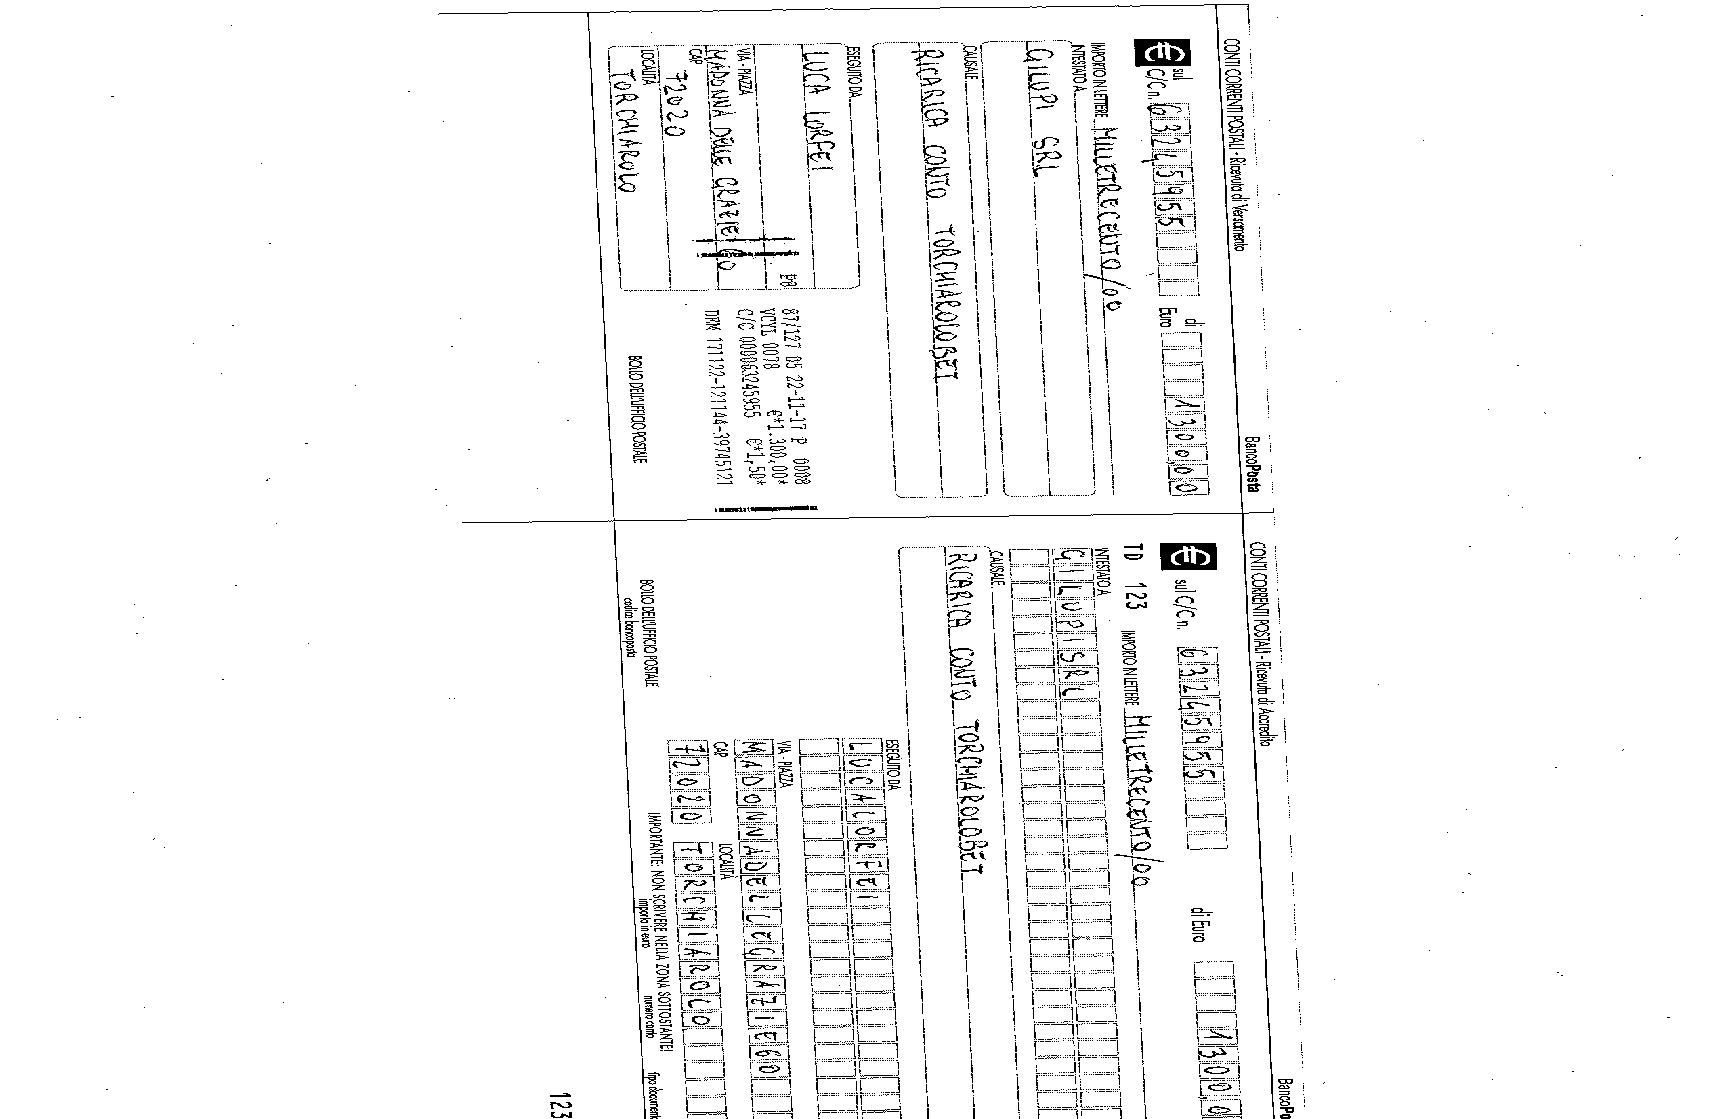 CONTI CORRENTI POSTALI - Ricevuta di Versamento
BancoPosta
€ sul C/C n. 63245955 di Euro 1300,00
IMPORTO IN LETTERE MILLETRECENTO/00
INTESTATO A
GILUPI SRL
CAUSALE
RICARICA CONTO TORCHIAROLOBET
ESEGUITO DA
LUCA LORFEI
VIA - PIAZZA
MADONNA DELLE GRAZIE 60
CAP
72020
LOCALITÀ
TORCHIAROLO
87/127 05 22-11-17 P 0008
VCYL 0078 €*1.300,00*
C/C 000063245955 €*1,50*
DRM 171122-121144-39745121
BOLLO DELL'UFFICIO POSTALE
CONTI CORRENTI POSTALI - Ricevuta di Accredito
BancoPo
€ sul C/C n. 63245955 di Euro 1300,0
TD 123 IMPORTO IN LETTERE MILLETRECENTO/00
INTESTATO A
GILUPI SRL
CAUSALE
RICARICA CONTO TORCHIAROLOBET
ESEGUITO DA
LUCA LORFEI
VIA - PIAZZA
MADONNA DELLE GRAZIE 60
CAP LOCALITÀ
72020 TORCHIAROLO
BOLLO DELL'UFFICIO POSTALE
codice bancoposta
IMPORTANTE: NON SCRIVERE NELLA ZONA SOTTOSTANTE!
importo in euro numero conto tipo document
123